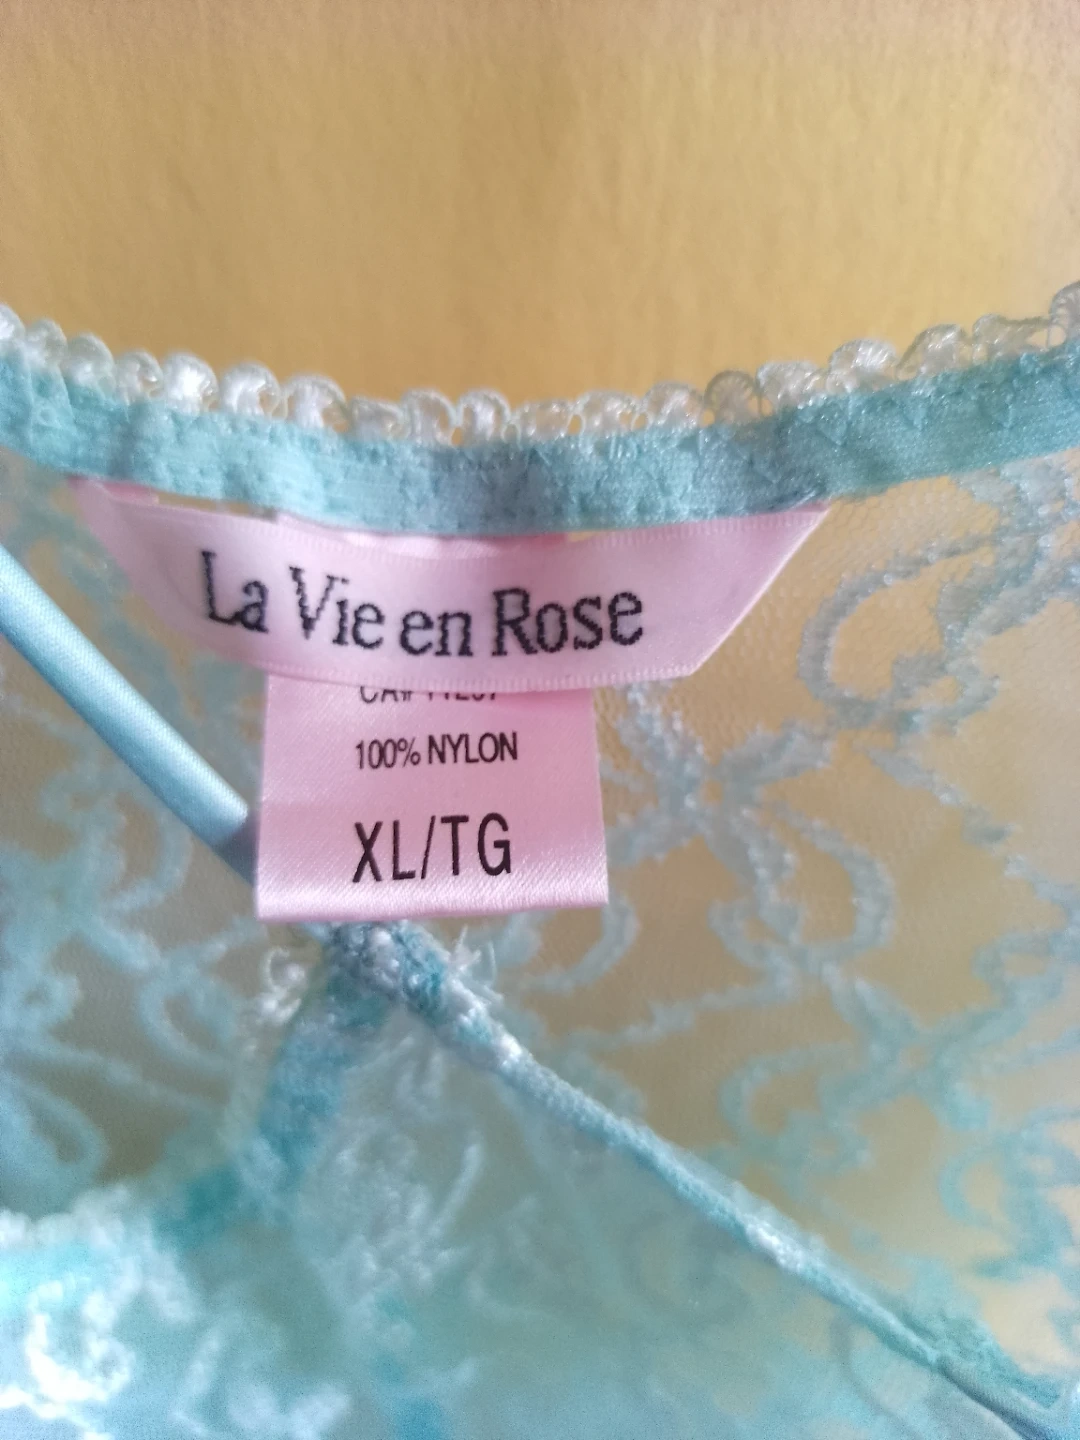 La Vie en Rose
100% NYLON
XL/TG